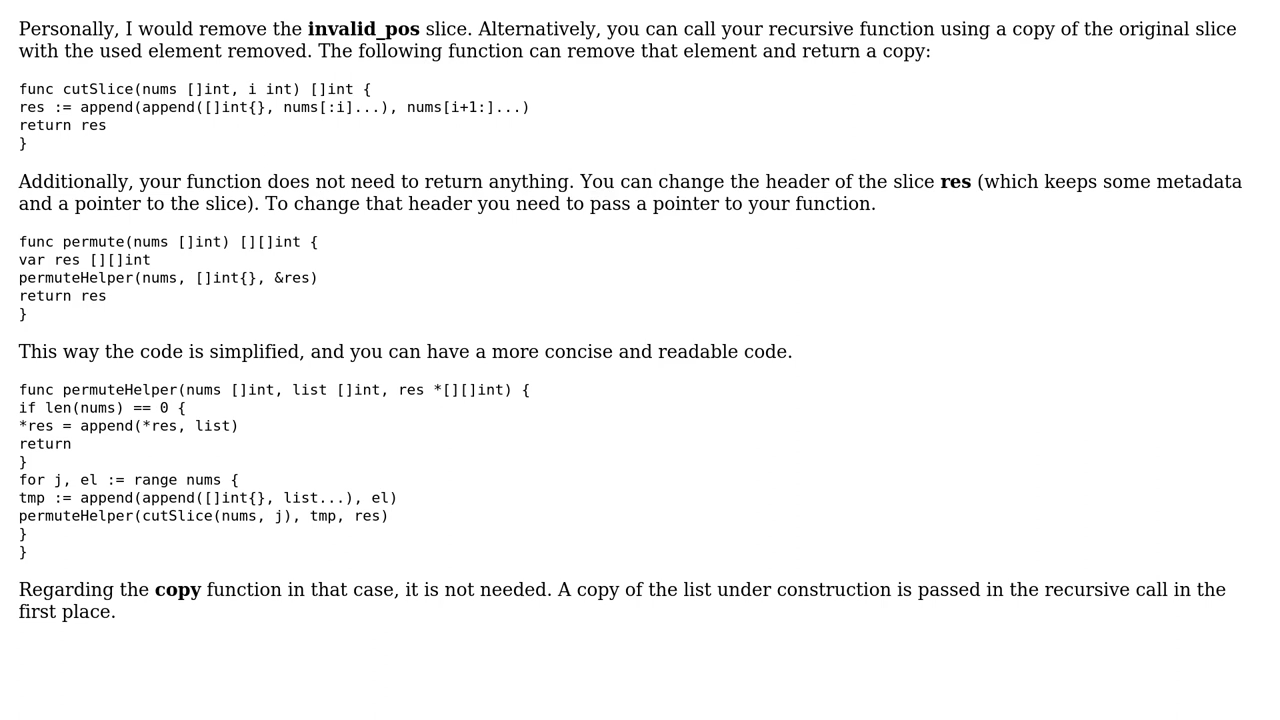 Personally, I would remove the invalid_pos slice. Alternatively, you can call your recursive function using a copy of the original slice
with the used element removed. The following function can remove that element and return a copy:
func cutSlice(nums []int, i int) []int {
res := append(append([]int{}, nums[:i]...), nums[i+1:]...)
return res
}
Additionally, your function does not need to return anything. You can change the header of the slice res (which keeps some metadata
and a pointer to the slice). To change that header you need to pass a pointer to your function.
func permute(nums []int) [][]int {
var res [][]int
permuteHelper(nums, []int{}, &res)
return res
}
This way the code is simplified, and you can have a more concise and readable code.
func permuteHelper(nums []int, list []int, res *[][]int) {
if len(nums) == 0 {
*res = append(*res, list)
return
}
for j, el := range nums {
tmp := append(append([]int{}, list...), el)
permuteHelper(cutSlice(nums, j), tmp, res)
}
}
Regarding the copy function in that case, it is not needed. A copy of the list under construction is passed in the recursive call in the
first place.